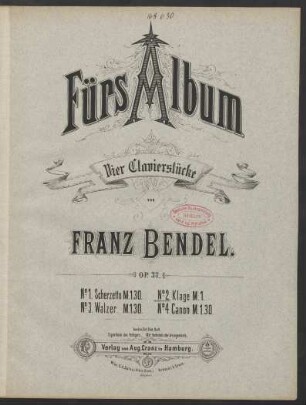 Fürs Album
Vier Clavierstücke
von
FRANZ BENDEL.
OP. 37.
No 1. Scherzetto M.1.30. No 2. Klage M.1.
No 3. Walzer M.1.30. No 4. Canon M.1.30.
Verlag von Aug. Cranz in Hamburg.